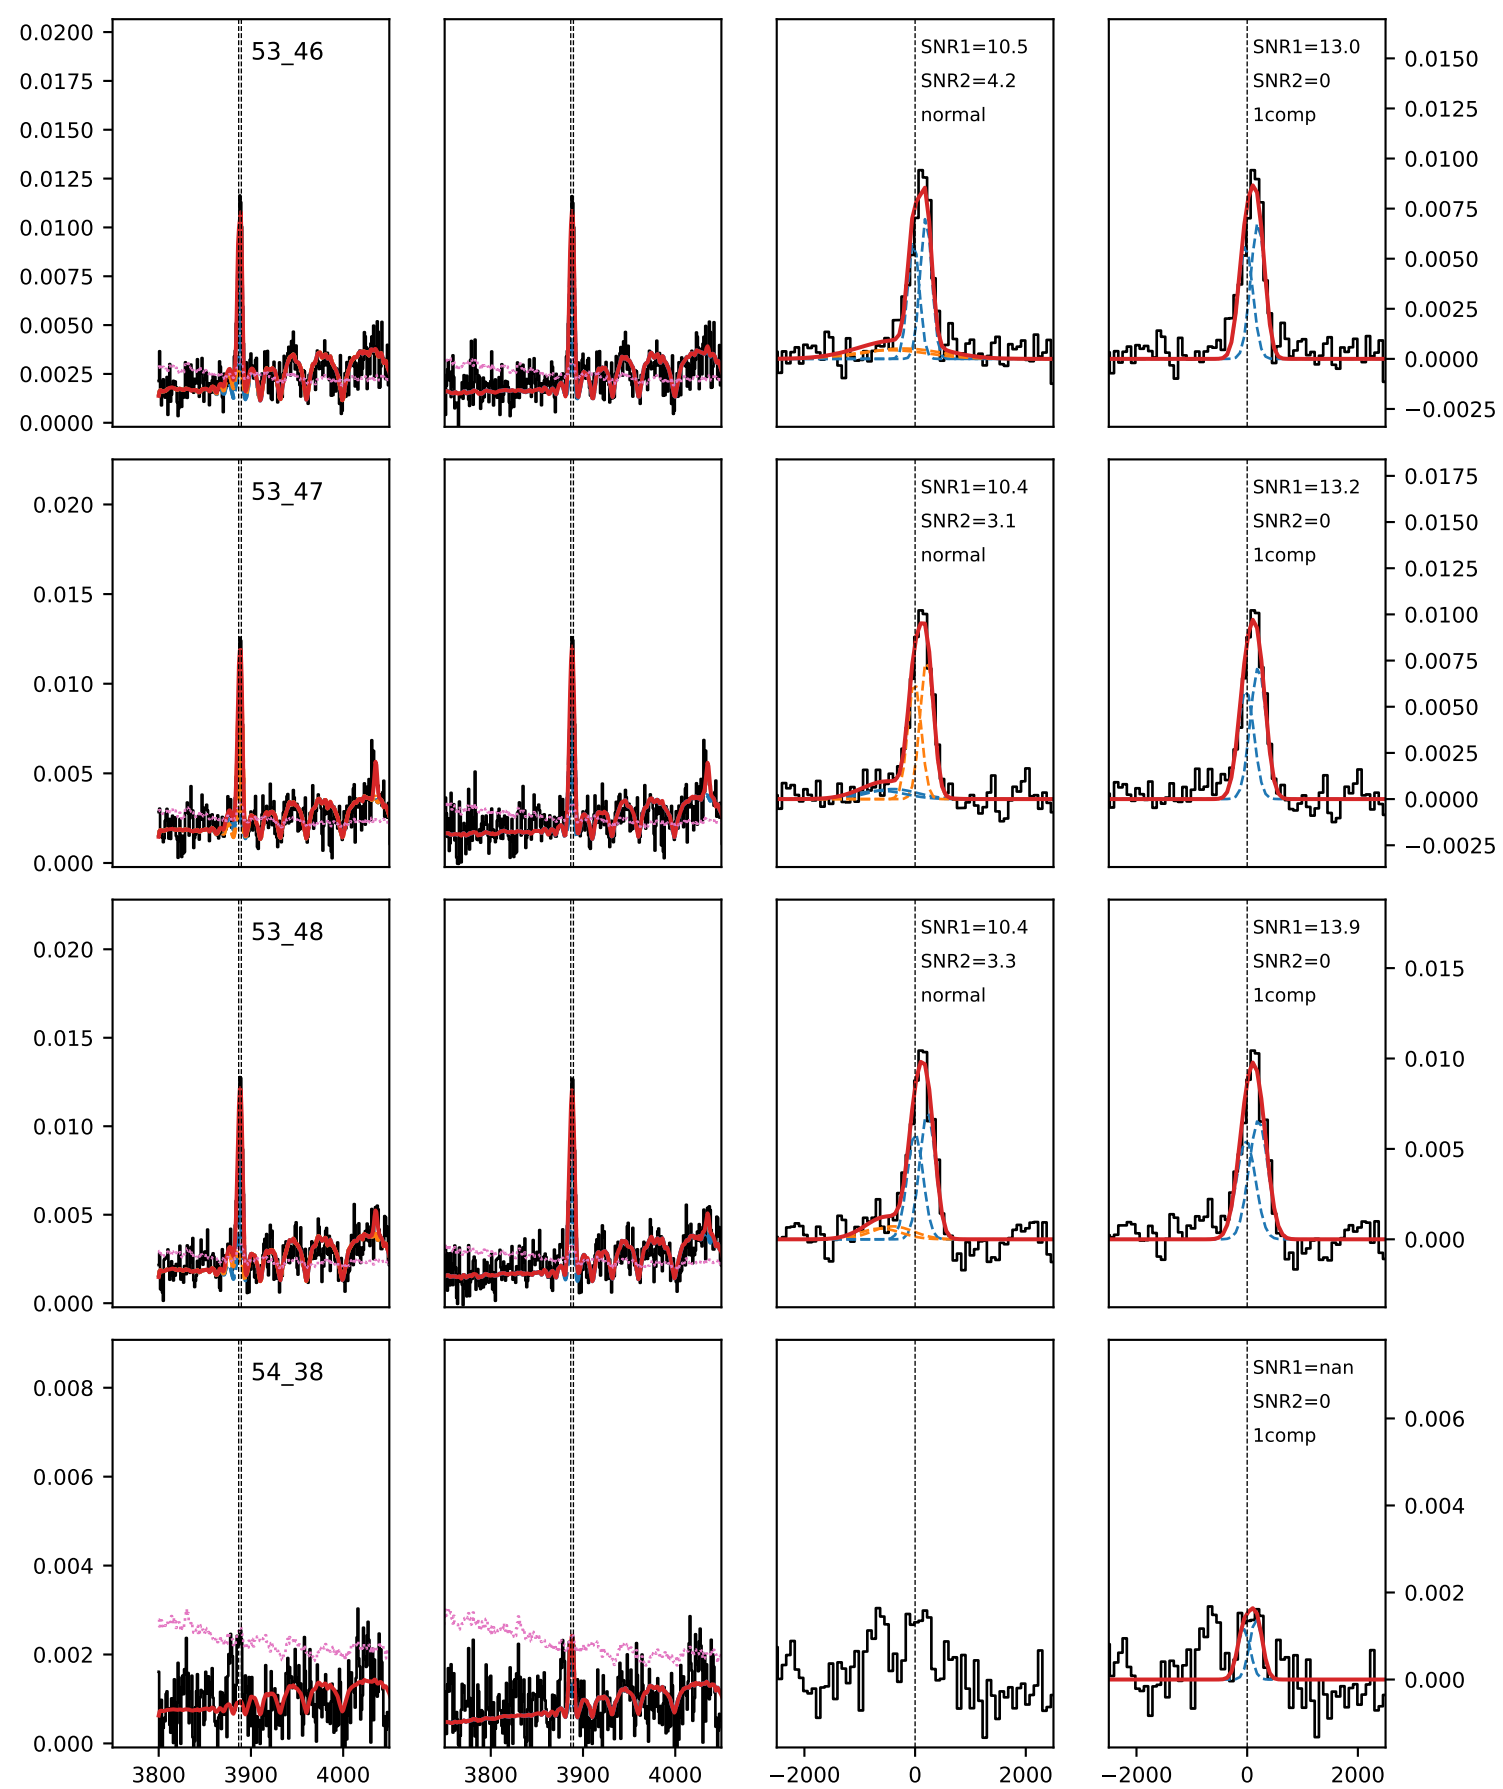 0.0200
0.0175
0.0150
0.0125
0.0100
0.0075
0.0050
0.0025
0.0000
53_46
SNR1=10.5
SNR2=4.2
normal
SNR1=13.0
SNR2=0
1comp
0.0150
0.0125
0.0100
0.0075
0.0050
0.0025
0.0000
−0.0025
0.020
0.015
0.010
0.005
0.000
53_47
SNR1=10.4
SNR2=3.1
normal
SNR1=13.2
SNR2=0
1comp
0.0175
0.0150
0.0125
0.0100
0.0075
0.0050
0.0025
0.0000
−0.0025
0.020
0.015
0.010
0.005
0.000
53_48
SNR1=10.4
SNR2=3.3
normal
SNR1=13.9
SNR2=0
1comp
0.015
0.010
0.005
0.000
0.008
0.006
0.004
0.002
0.000
54_38
SNR1=nan
SNR2=0
1comp
0.006
0.004
0.002
0.000
3800 3900 4000
3800 3900 4000
−2000 0 2000
−2000 0 2000